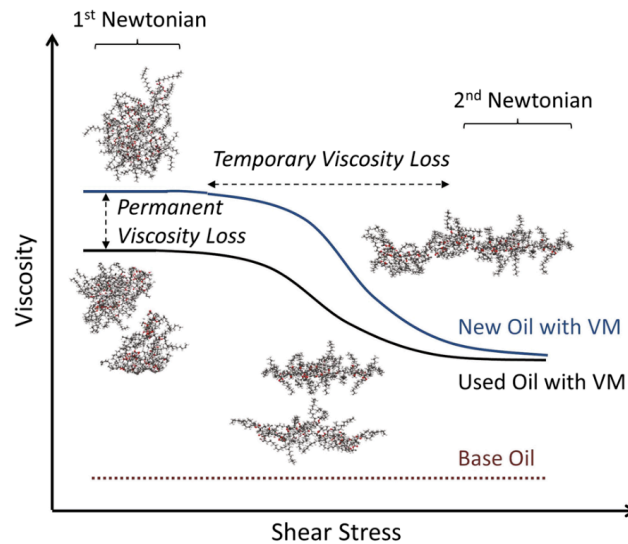 1st Newtonian
2nd Newtonian
Temporary Viscosity Loss
Permanent
Viscosity Loss
Viscosity
New Oil with VM
Used Oil with VM
Base Oil
Shear Stress